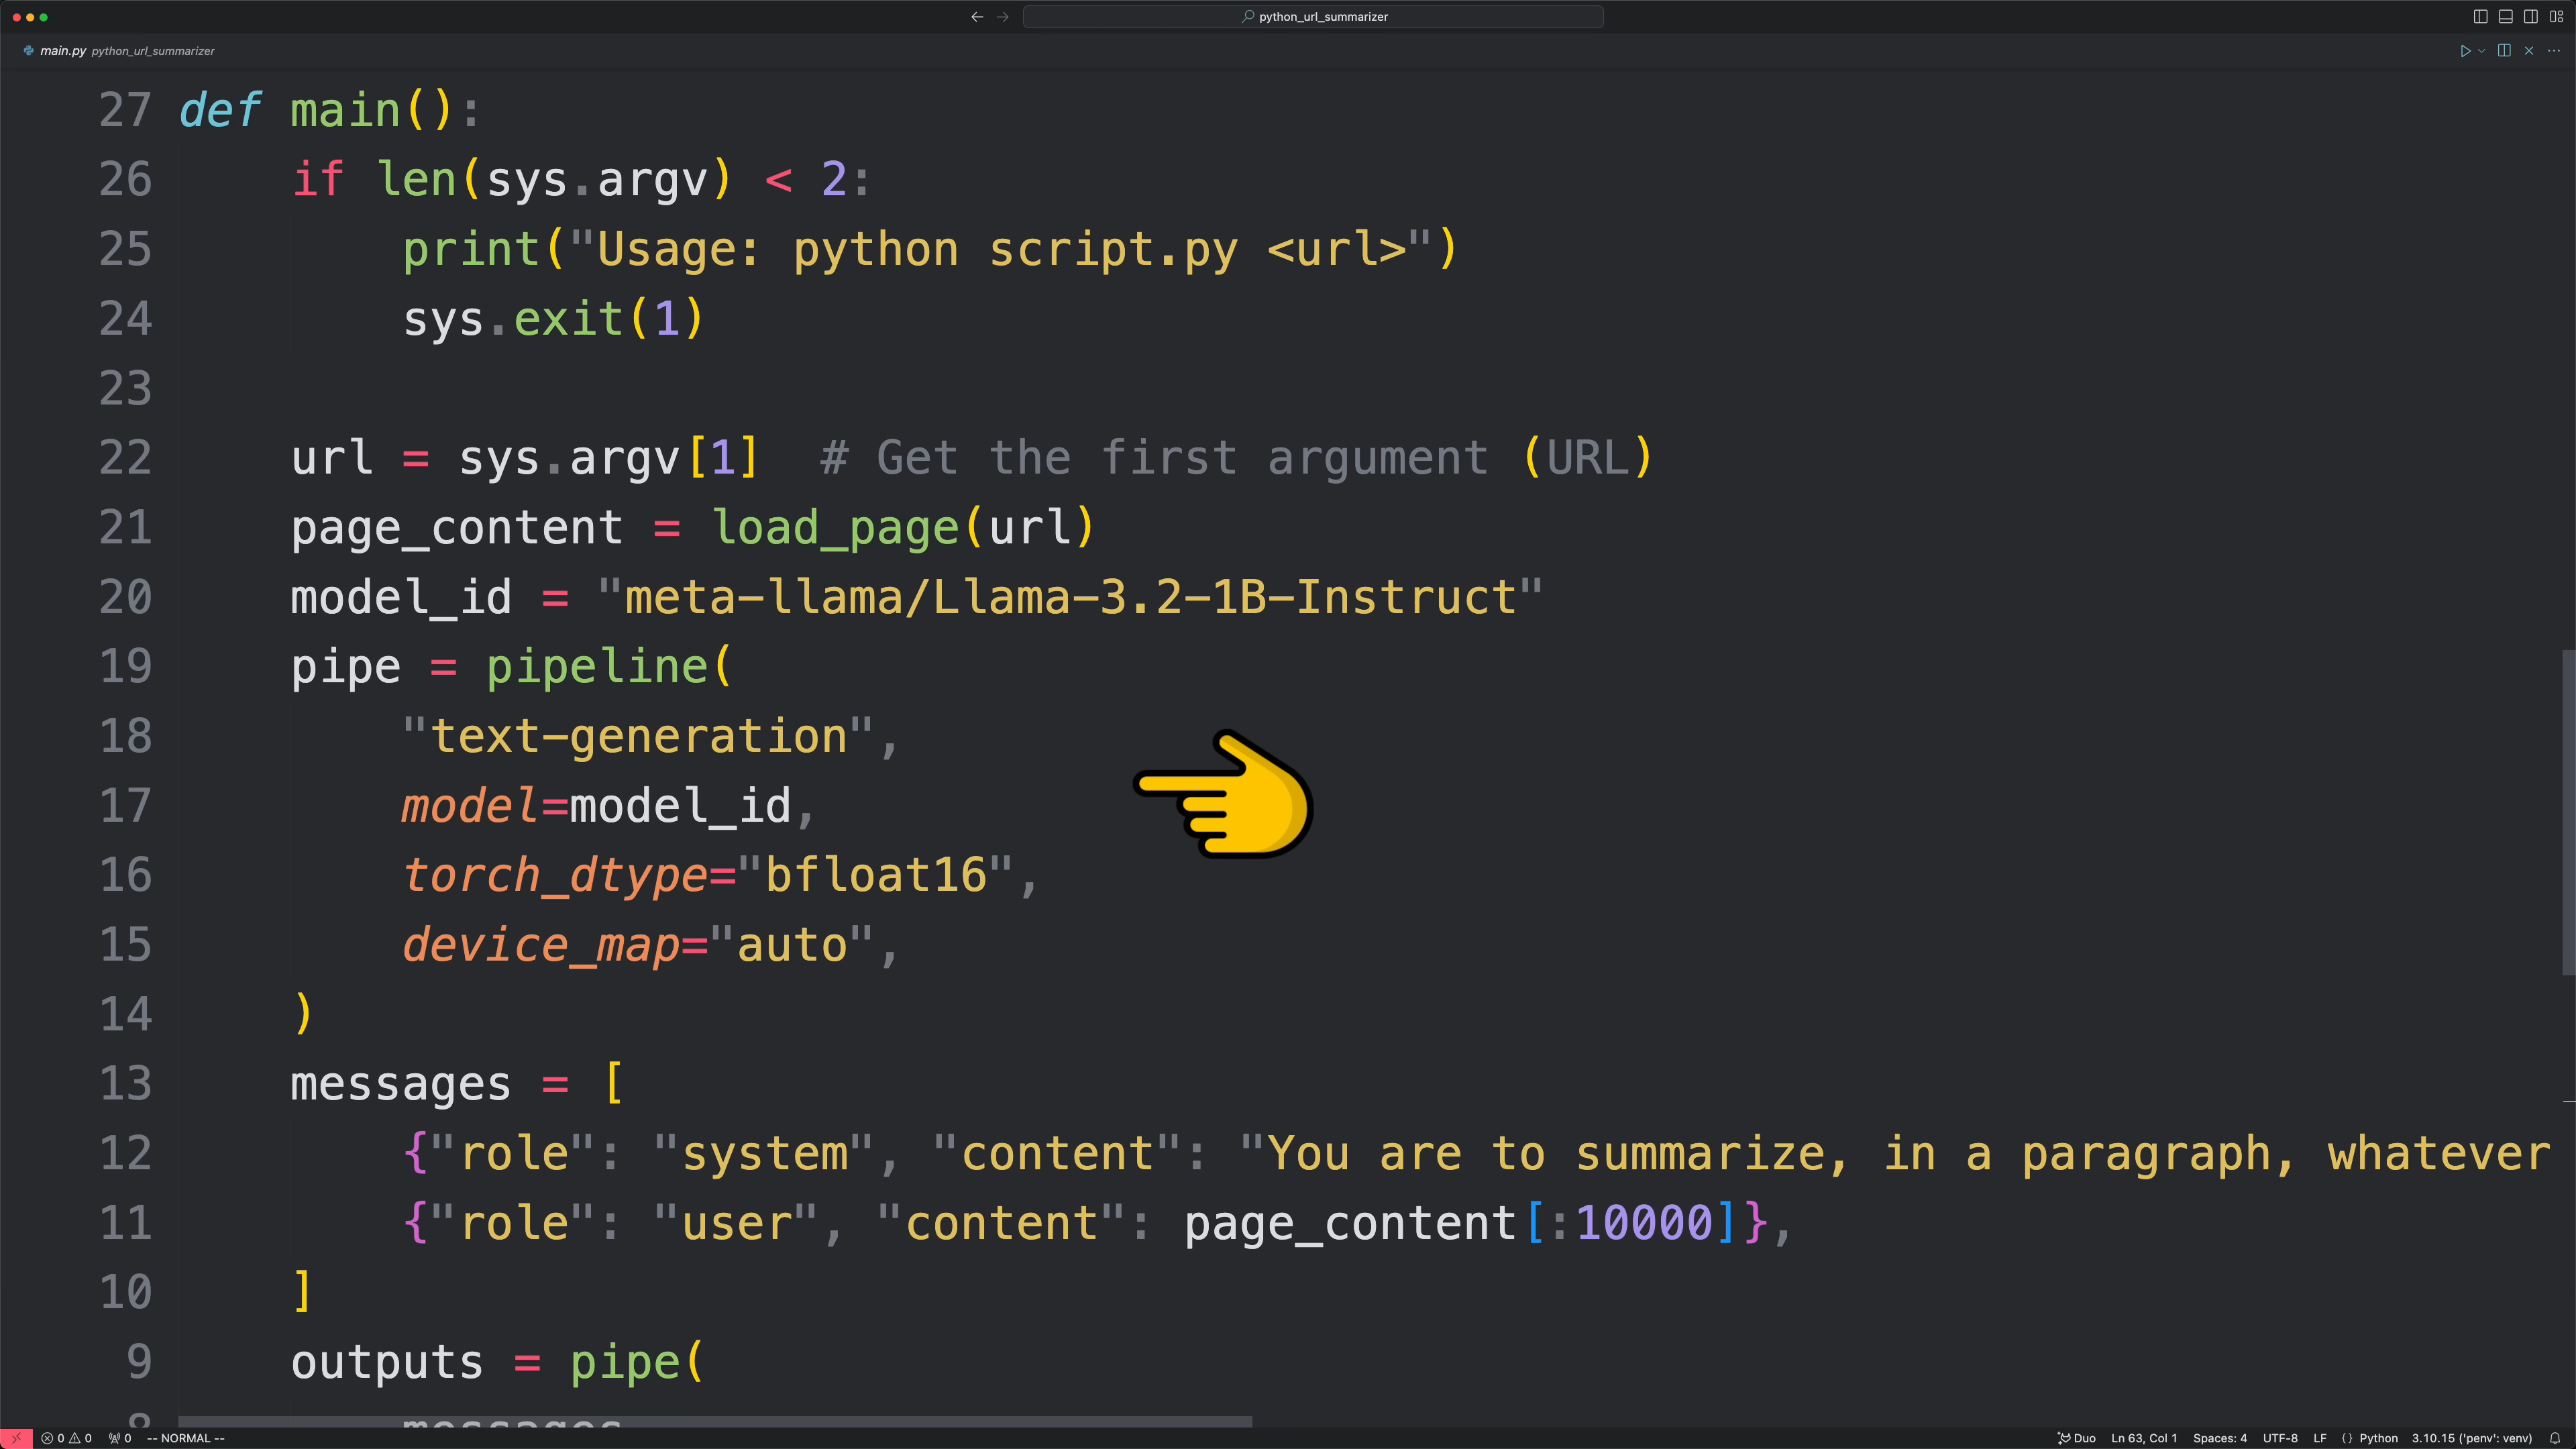 python_url_summarizer
main.py python_url_summarizer
27 def main():
26 if len(sys.argv) < 2:
25 print("Usage: python script.py <url>")
24 sys.exit(1)
23
22 url = sys.argv[1]  # Get the first argument (URL)
21 page_content = load_page(url)
20 model_id = "meta-llama/Llama-3.2-1B-Instruct"
19 pipe = pipeline(
18 "text-generation",
17 model=model_id,
16 torch_dtype="bfloat16",
15 device_map="auto",
14 )
13 messages = [
12 {"role": "system", "content": "You are to summarize, in a paragraph, whatever
11 {"role": "user", "content": page_content[:10000]},
10 ]
9 outputs = pipe(
8 messages
0 0 0 -- NORMAL -- Duo Ln 63, Col 1 Spaces: 4 UTF-8 LF {} Python 3.10.15 ('penv': venv)